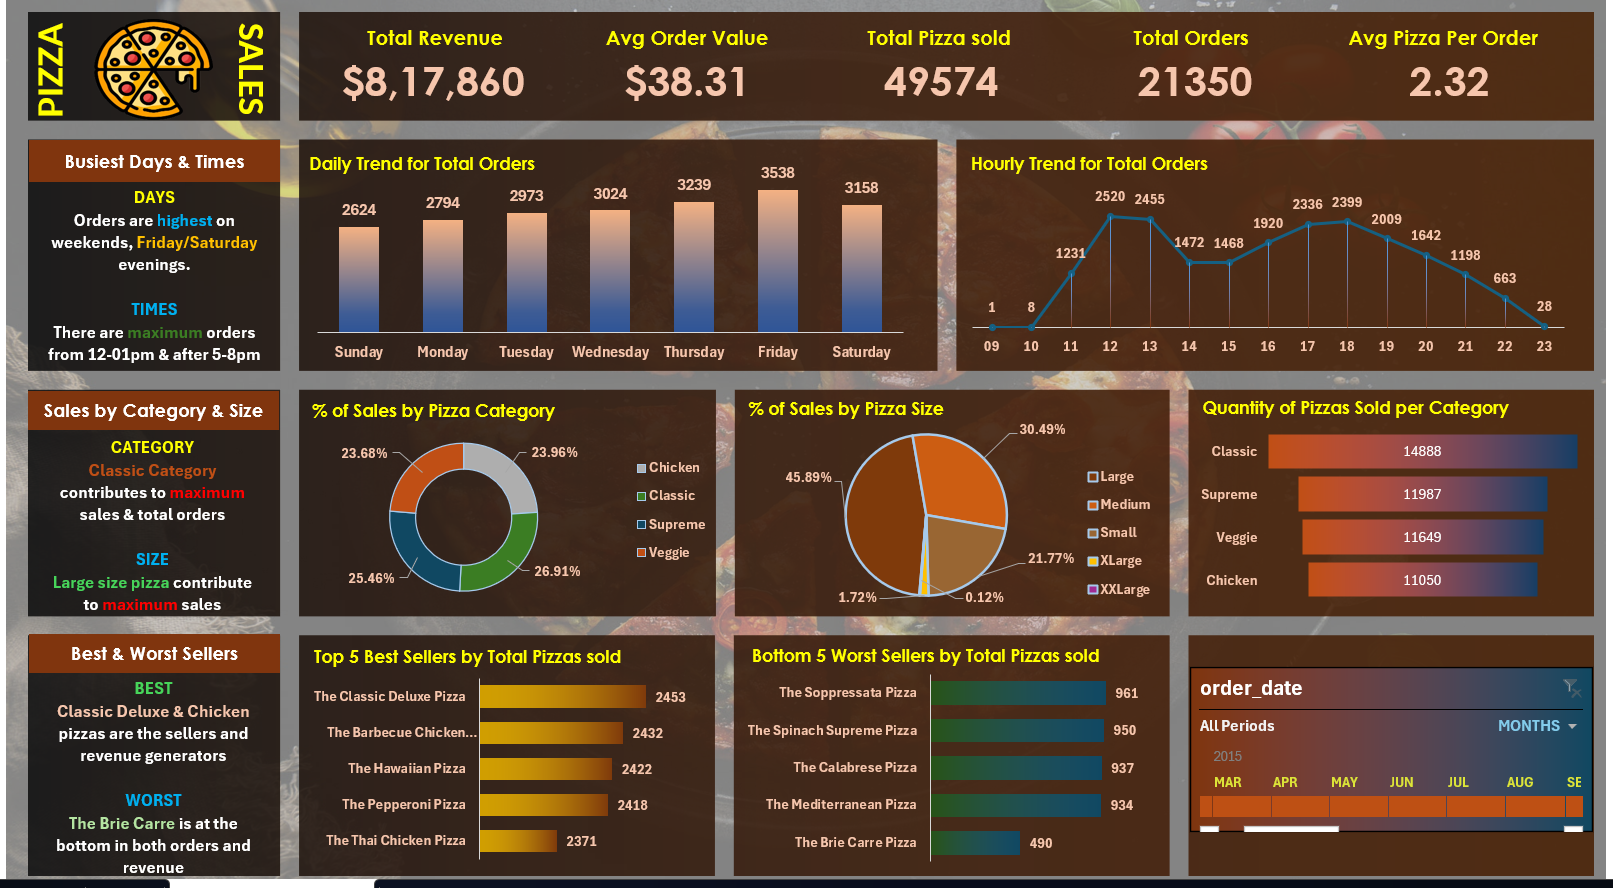 PIZZA
SALES
Total Revenue
$8,17,860
Avg Order Value
$38.31
Total Pizza sold
49574
Total Orders
21350
Avg Pizza Per Order
2.32
Busiest Days & Times
DAYS
Orders are highest on
weekends, Friday/Saturday
evenings.
TIMES
There are maximum orders
from 12-01pm & after 5-8pm
Daily Trend for Total Orders
2624
2794
2973
3024
3239
3538
3158
Sunday
Monday
Tuesday
Wednesday
Thursday
Friday
Saturday
Hourly Trend for Total Orders
1
8
1231
2520
2455
1472
1468
1920
2336
2399
2009
1642
1198
663
28
09
10
11
12
13
14
15
16
17
18
19
20
21
22
23
Sales by Category & Size
CATEGORY
Classic Category
contributes to maximum
sales & total orders
SIZE
Large size pizza contribute
to maximum sales
% of Sales by Pizza Category
23.68%
23.96%
25.46%
26.91%
Chicken
Classic
Supreme
Veggie
% of Sales by Pizza Size
30.49%
45.89%
21.77%
1.72%
0.12%
Large
Medium
Small
XLarge
XXLarge
Quantity of Pizzas Sold per Category
Classic
14888
Supreme
11987
Veggie
11649
Chicken
11050
Best & Worst Sellers
BEST
Classic Deluxe & Chicken
pizzas are the sellers and
revenue generators
WORST
The Brie Carre is at the
bottom in both orders and
revenue
Top 5 Best Sellers by Total Pizzas sold
The Classic Deluxe Pizza
2453
The Barbecue Chicken...
2432
The Hawaiian Pizza
2422
The Pepperoni Pizza
2418
The Thai Chicken Pizza
2371
Bottom 5 Worst Sellers by Total Pizzas sold
The Soppressata Pizza
961
The Spinach Supreme Pizza
950
The Calabrese Pizza
937
The Mediterranean Pizza
934
The Brie Carre Pizza
490
order_date
All Periods
MONTHS
2015
MAR
APR
MAY
JUN
JUL
AUG
SE